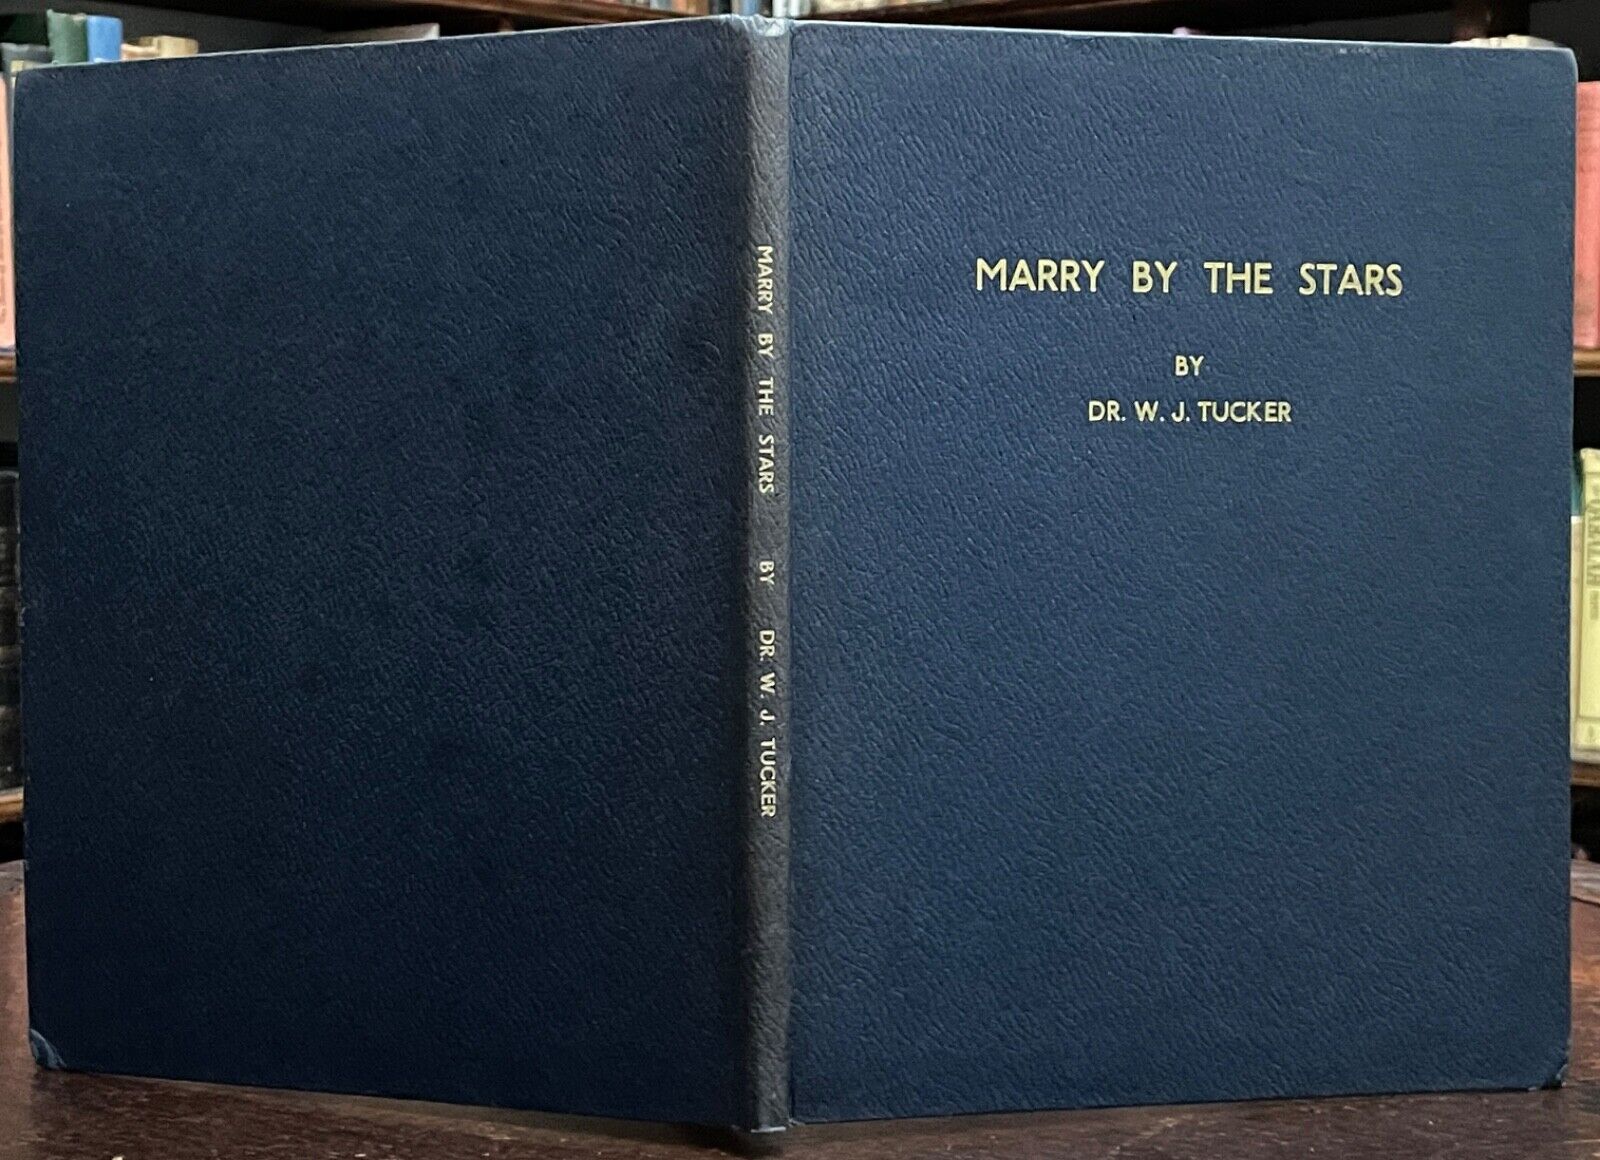 MARRY BY THE STARS BY DR. W. J. TUCKER
MARRY BY THE STARS
BY
DR. W. J. TUCKER